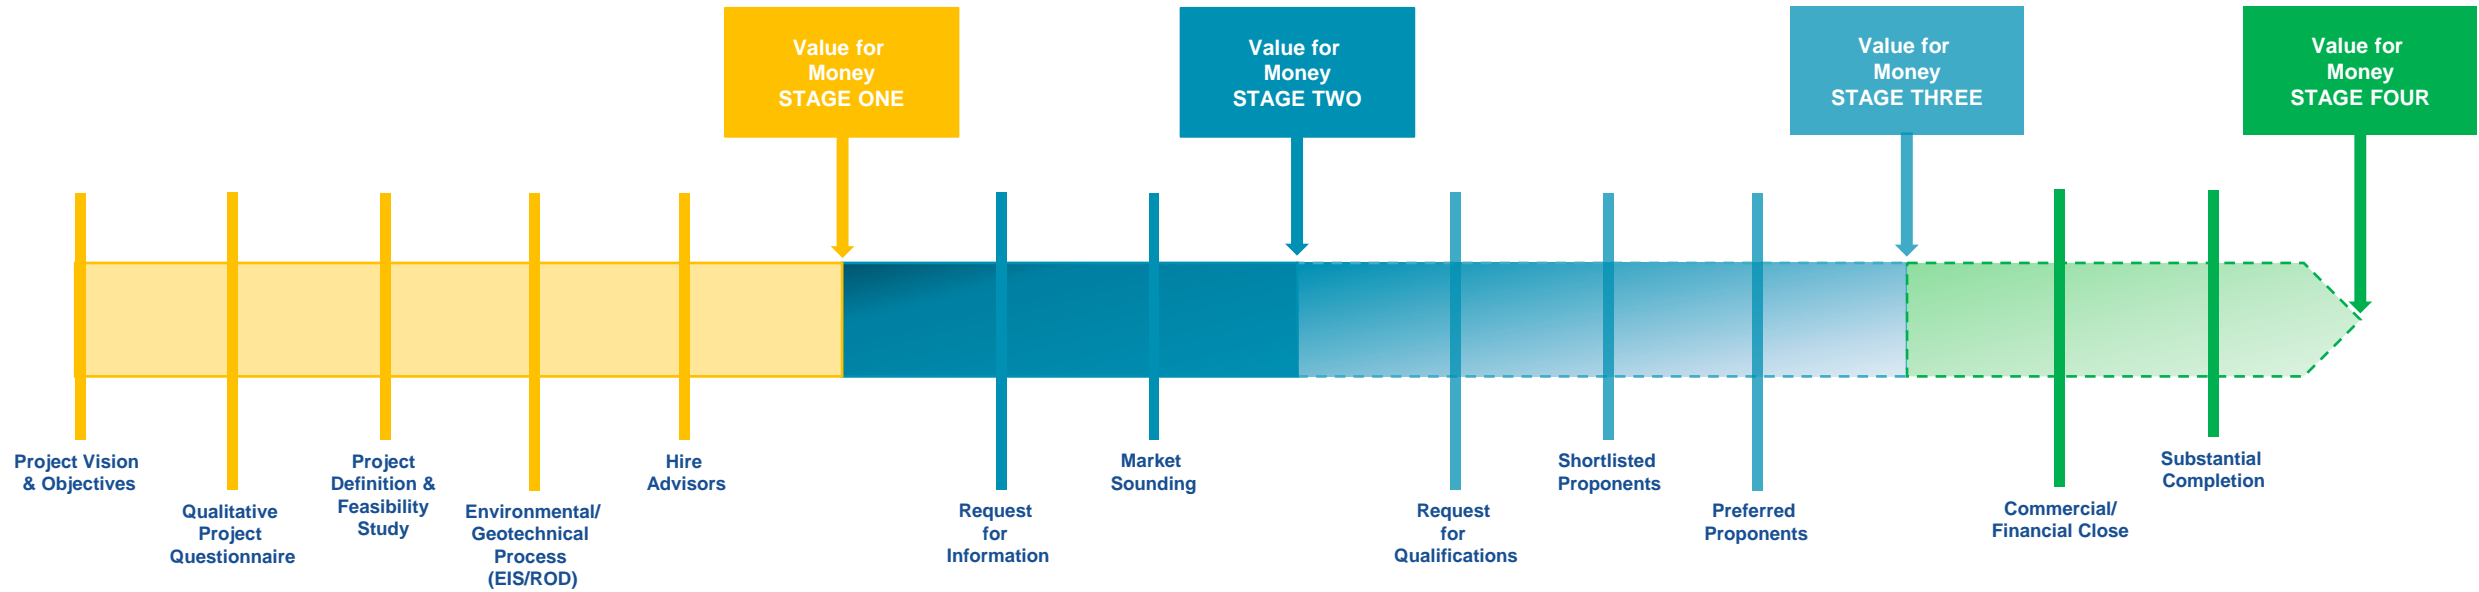 Value for
Money
STAGE ONE
Value for
Money
STAGE TWO
Value for
Money
STAGE THREE
Value for
Money
STAGE FOUR
Project Vision
& Objectives
Qualitative
Project
Questionnaire
Project
Definition &
Feasibility
Study
Environmental/
Geotechnical
Process
(EIS/ROD)
Hire
Advisors
Request
for
Information
Market
Sounding
Request
for
Qualifications
Shortlisted
Proponents
Preferred
Proponents
Commercial/
Financial Close
Substantial
Completion